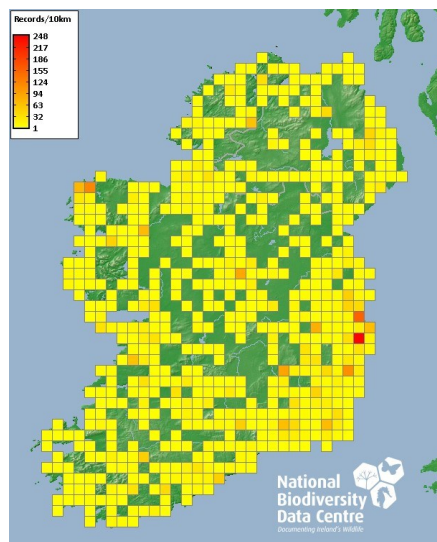 Records/10km
248
217
186
155
124
94
63
32
1
National
Biodiversity
Data Centre
Documenting Ireland's Wildlife